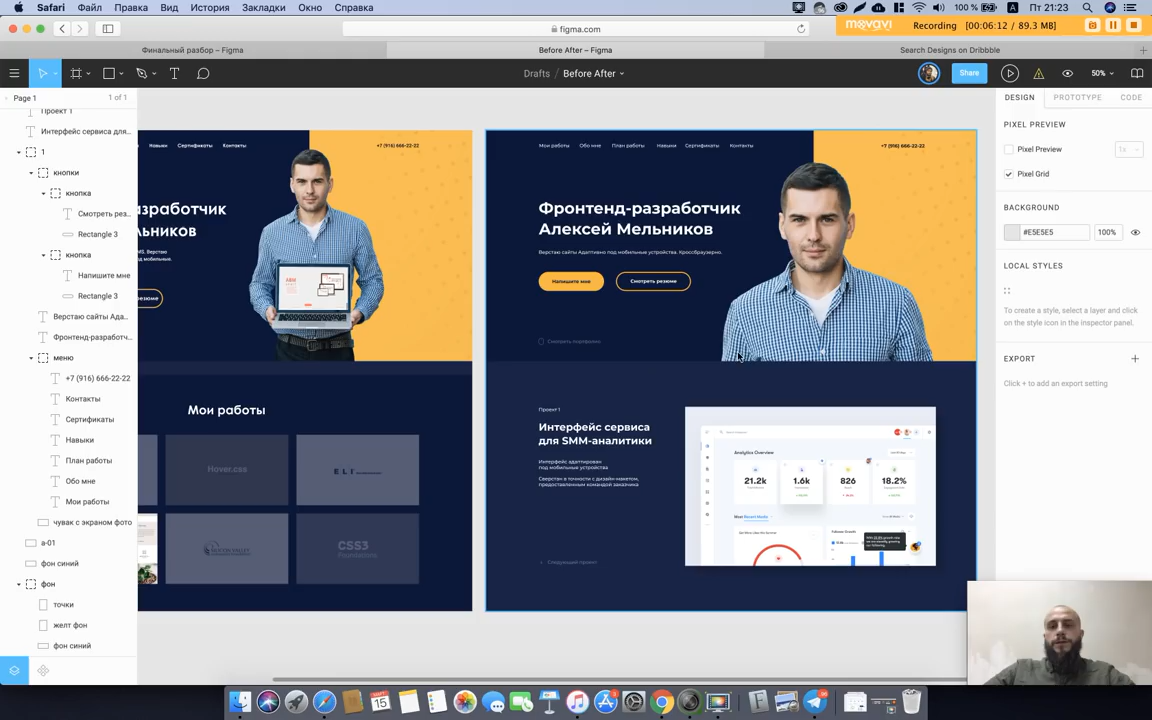 Safari Файл Правка Вид История Закладки Окно Справка
100 % A Пт 21:23
figma.com
movavi Recording [00:06:12 / 89.3 MB]
Финальный разбор – Figma
Before After – Figma
Search Designs on Dribbble
Drafts / Before After
Share
50%
Page 1 1 of 1
Проект 1
Интерфейс сервиса для...
1
кнопки
кнопка
Смотреть рез...
Rectangle 3
кнопка
Напишите мне
Rectangle 3
Верстаю сайты Ада...
Фронтенд-разработч...
меню
+7 (916) 666-22-22
Контакты
Сертификаты
Навыки
План работы
Обо мне
Мои работы
чувак с экраном фото
a-01
фон синий
фон
точки
желт фон
фон синий
Навыки Сертификаты Контакты
+7 (916) 666-22-22
азработчик
льников
MS. Верстаю
мобильные.
резюме
Мои работы
Hover.css
E.L.F
SILICON VALLEY
CSS3
Foundations
Мои работы Обо мне План работы Навыки Сертификаты Контакты
+7 (916) 666-22-22
Фронтенд-разработчик
Алексей Мельников
Верстаю сайты Адаптивно под мобильные устройства. Кроссбраузерно.
Напишите мне
Смотреть резюме
Смотреть портфолио
Проект 1
Интерфейс сервиса
для SMM-аналитики
Интерфейс адаптирован
под мобильные устройства
Сверстан в точности с дизайн-макетом,
предоставленным командой заказчика
Следующий проект
Analytics Overview
21.2k
1.6k
826
18.2%
DESIGN PROTOTYPE CODE
PIXEL PREVIEW
Pixel Preview 1x
Pixel Grid
BACKGROUND
#E5E5E5 100%
LOCAL STYLES
To create a style, select a layer and click
on the style icon in the inspector panel.
EXPORT
Click + to add an export setting